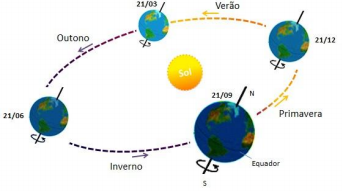 21/03
Verão
Outono
21/12
Sol
21/09
N
21/06
Primavera
Equador
Inverno
S